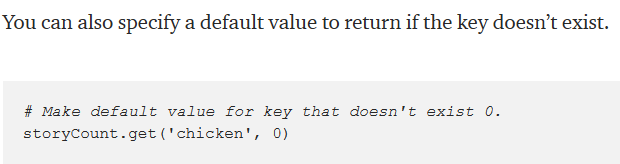 You can also specify a default value to return if the key doesn’t exist.
# Make default value for key that doesn't exist 0.
storyCount.get('chicken', 0)